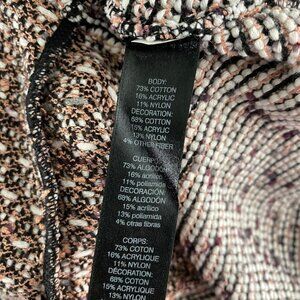 BODY:
73% COTTON
16% ACRYLIC
11% NYLON
DECORATION:
68% COTTON
15% ACRYLIC
13% NYLON
4% OTHER FIBER
CUERPO:
73% ALGODÓN
16% acrílico
11% poliamida
DECORACIÓN:
68% ALGODÓN
15% acrílico
13% poliamida
4% otras fibras
CORPS:
73% COTON
16% ACRYLIQUE
11% NYLON
DÉCORATION:
68% COTON
15% ACRYLIQUE
13% NYLON